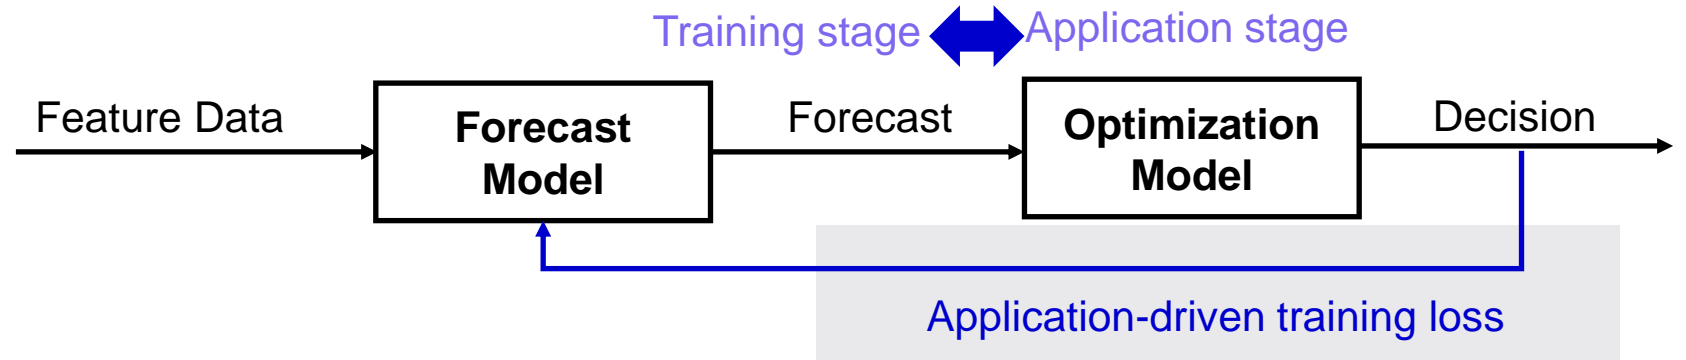 Training stage Application stage
Feature Data
Forecast
Model
Forecast
Optimization
Model
Decision
Application-driven training loss